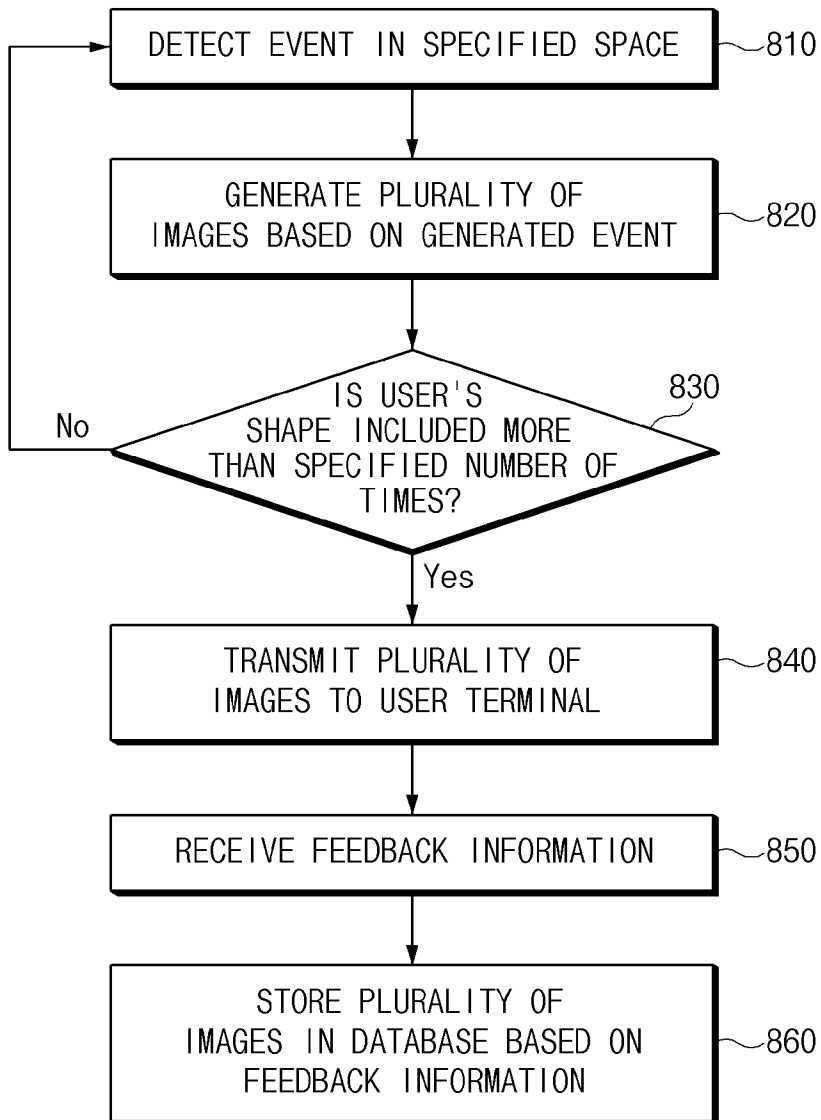 DETECT EVENT IN SPECIFIED SPACE
810
GENERATE PLURALITY OF
IMAGES BASED ON GENERATED EVENT
820
IS USER'S
SHAPE INCLUDED MORE
THAN SPECIFIED NUMBER OF
TIMES?
830
No
Yes
TRANSMIT PLURALITY OF
IMAGES TO USER TERMINAL
840
RECEIVE FEEDBACK INFORMATION
850
STORE PLURALITY OF
IMAGES IN DATABASE BASED ON
FEEDBACK INFORMATION
860